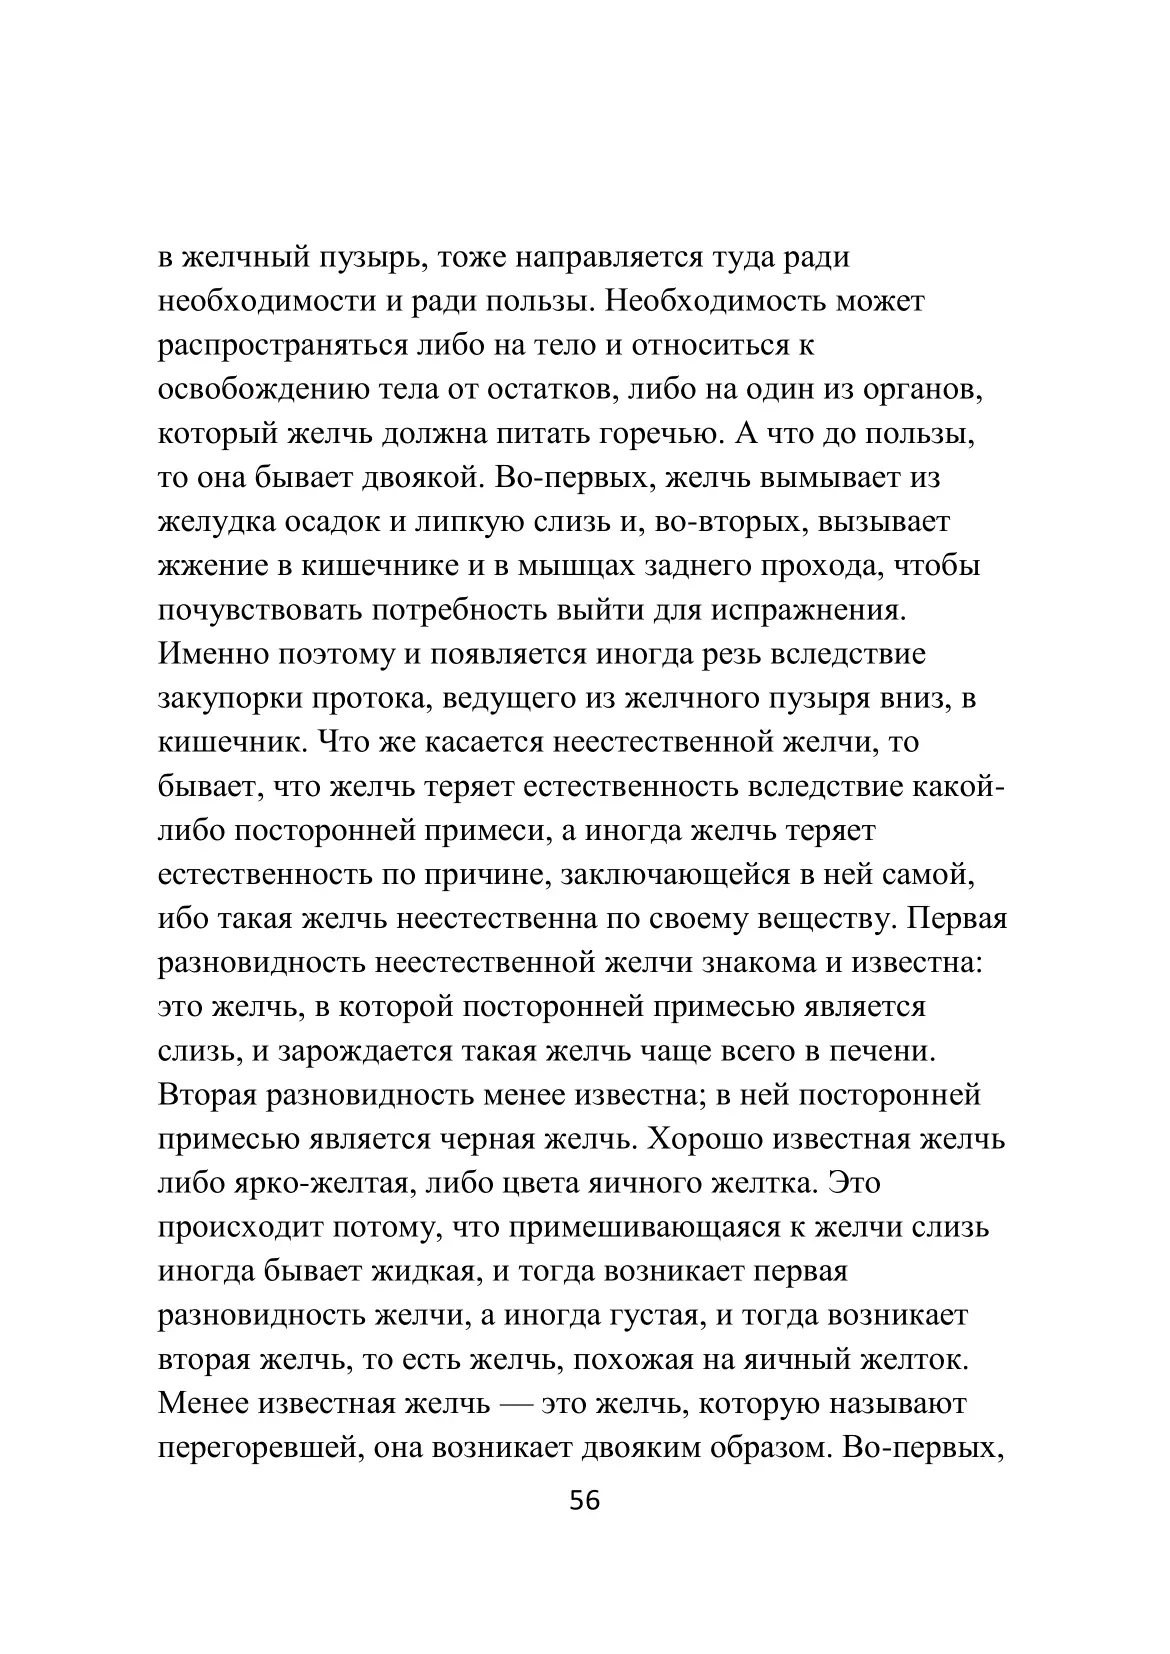 в желчный пузырь, тоже направляется туда ради
необходимости и ради пользы. Необходимость может
распространяться либо на тело и относиться к
освобождению тела от остатков, либо на один из органов,
который желчь должна питать горечью. А что до пользы,
то она бывает двоякой. Во-первых, желчь вымывает из
желудка осадок и липкую слизь и, во-вторых, вызывает
жжение в кишечнике и в мышцах заднего прохода, чтобы
почувствовать потребность выйти для испражнения.
Именно поэтому и появляется иногда резь вследствие
закупорки протока, ведущего из желчного пузыря вниз, в
кишечник. Что же касается неестественной желчи, то
бывает, что желчь теряет естественность вследствие какой-
либо посторонней примеси, а иногда желчь теряет
естественность по причине, заключающейся в ней самой,
ибо такая желчь неестественна по своему веществу. Первая
разновидность неестественной желчи знакома и известна:
это желчь, в которой посторонней примесью является
слизь, и зарождается такая желчь чаще всего в печени.
Вторая разновидность менее известна; в ней посторонней
примесью является черная желчь. Хорошо известная желчь
либо ярко-желтая, либо цвета яичного желтка. Это
происходит потому, что примешивающаяся к желчи слизь
иногда бывает жидкая, и тогда возникает первая
разновидность желчи, а иногда густая, и тогда возникает
вторая желчь, то есть желчь, похожая на яичный желток.
Менее известная желчь — это желчь, которую называют
перегоревшей, она возникает двояким образом. Во-первых,
56